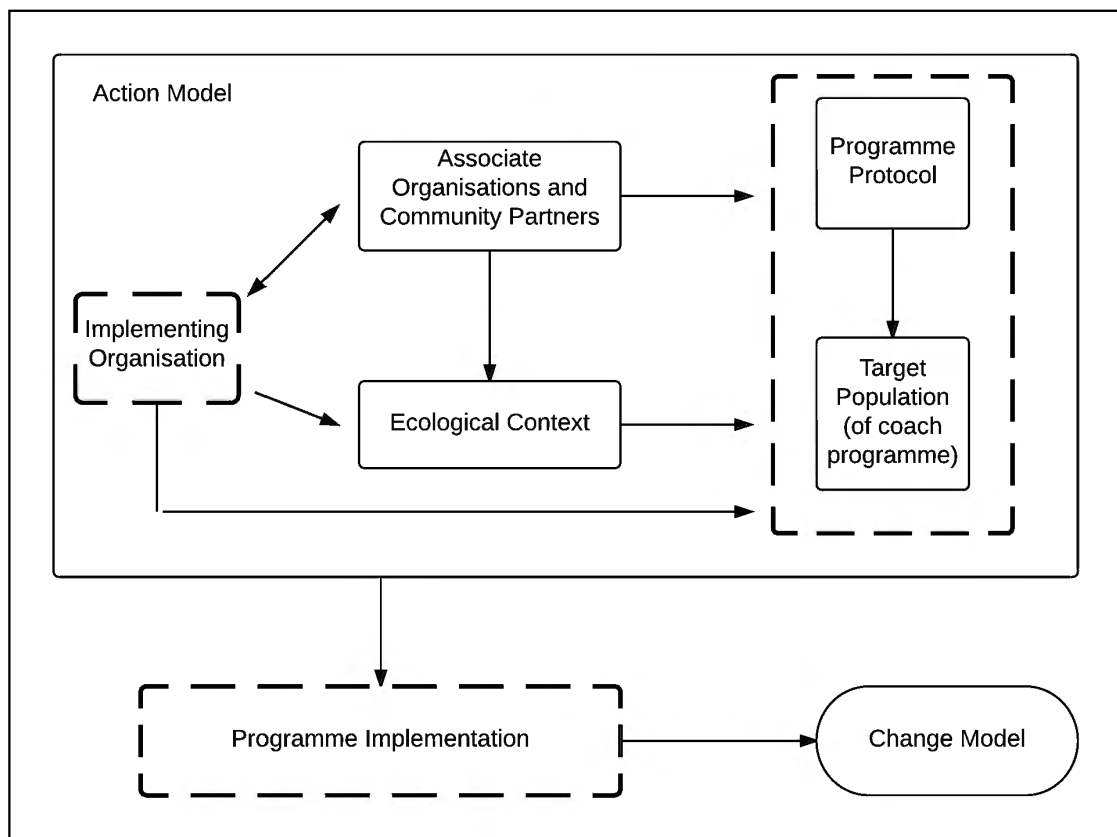 Action Model
Associate
Organisations and
Community Partners
Programme
Protocol
Implementing
Organisation
Ecological Context
Target
Population
(of coach
programme)
Programme Implementation
Change Model